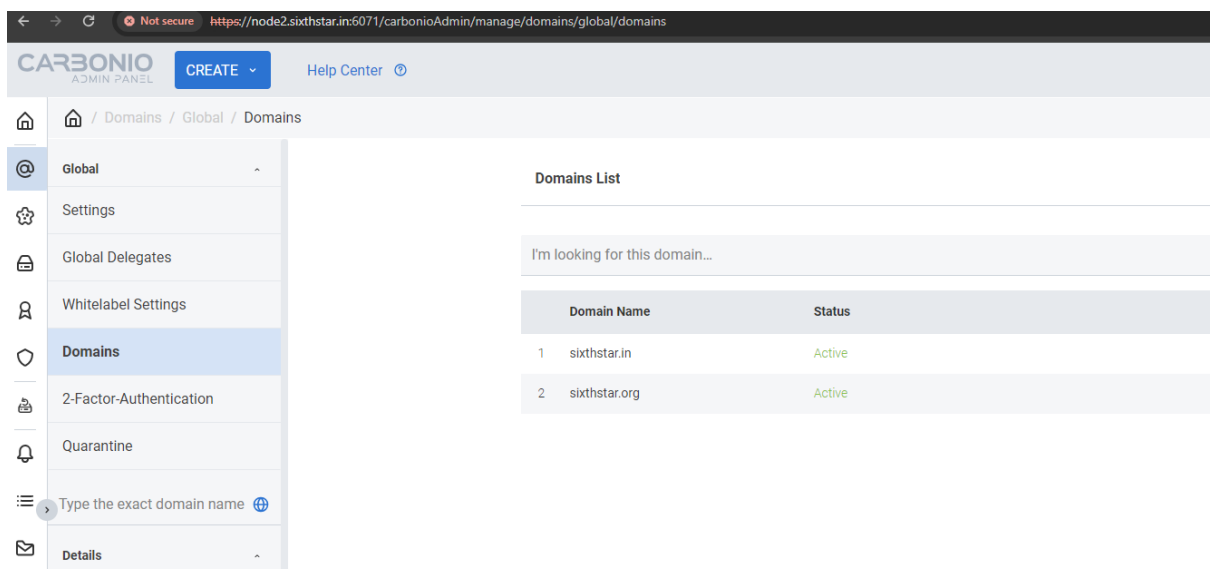 Not secure https://node2.sixthstar.in:6071/carbonioAdmin/manage/domains/global/domains
CARBONIO
ADMIN PANEL
CREATE
Help Center
/ Domains / Global / Domains
Global
Settings
Global Delegates
Whitelabel Settings
Domains
2-Factor-Authentication
Quarantine
Type the exact domain name
Details
Domains List
I'm looking for this domain...
Domain Name Status
1 sixthstar.in Active
2 sixthstar.org Active